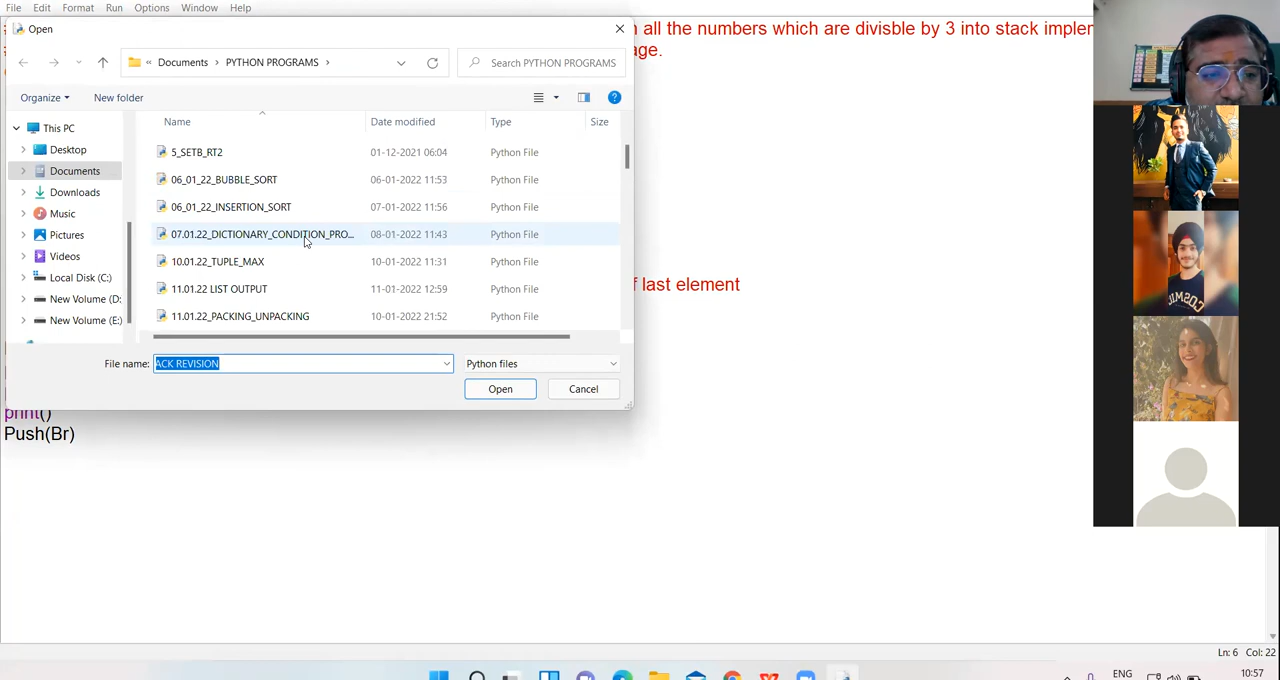 File Edit Format Run Options Window Help
Open
all the numbers which are divisble by 3 into stack implem
age.
« Documents > PYTHON PROGRAMS >
Search PYTHON PROGRAMS
Organize New folder
Name Date modified Type Size
This PC
Desktop
Documents
Downloads
Music
Pictures
Videos
Local Disk (C:)
New Volume (D:
New Volume (E:)
5_SETB_RT2 01-12-2021 06:04 Python File
06_01_22_BUBBLE_SORT 06-01-2022 11:53 Python File
06_01_22_INSERTION_SORT 07-01-2022 11:56 Python File
07.01.22_DICTIONARY_CONDITION_PRO... 08-01-2022 11:43 Python File
10.01.22_TUPLE_MAX 10-01-2022 11:31 Python File
11.01.22 LIST OUTPUT 11-01-2022 12:59 Python File
11.01.22_PACKING_UNPACKING 10-01-2022 21:52 Python File
f last element
File name: ACK REVISION Python files
Open Cancel
print()
Push(Br)
Ln: 6 Col: 22
ENG 10:57